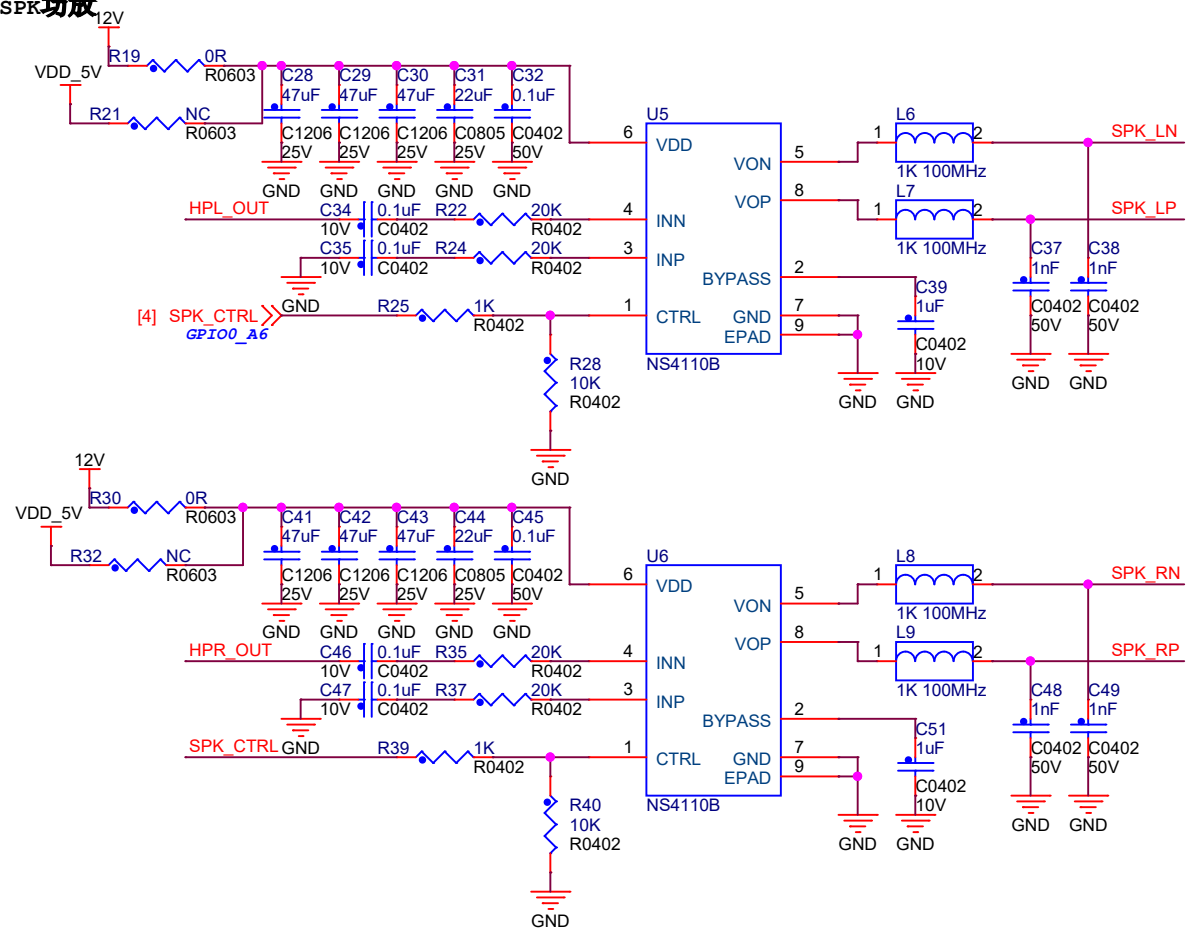 SPK功放
12V
R19 0R
R0603
VDD_5V
R21 NC
R0603
C28 C29 C30 C31 C32
47uF 47uF 47uF 22uF 0.1uF
C1206 C1206 C1206 C0805 C0402
25V 25V 25V 25V 50V
GND GND GND GND GND
U5
6 VDD
VON 5
VOP 8
4 INN
3 INP
BYPASS 2
1 CTRL
GND 7
EPAD 9
NS4110B
HPL_OUT
C34 0.1uF R22 20K
10V C0402 R0402
C35 0.1uF R24 20K
10V C0402 R0402
GND
[4] SPK_CTRL
GPIO0_A6
R25 1K
R0402
R28
10K
R0402
GND
L6
1 2
1K 100MHz
SPK_LN
L7
1 2
1K 100MHz
SPK_LP
C37 C38
1nF 1nF
C0402 C0402
50V 50V
GND GND
C39
1uF
C0402
10V
GND GND
12V
R30 0R
R0603
VDD_5V
R32 NC
R0603
C41 C42 C43 C44 C45
47uF 47uF 47uF 22uF 0.1uF
C1206 C1206 C1206 C0805 C0402
25V 25V 25V 25V 50V
GND GND GND GND GND
U6
6 VDD
VON 5
VOP 8
4 INN
3 INP
BYPASS 2
1 CTRL
GND 7
EPAD 9
NS4110B
HPR_OUT
C46 0.1uF R35 20K
10V C0402 R0402
C47 0.1uF R37 20K
10V C0402 R0402
GND
SPK_CTRL
R39 1K
R0402
R40
10K
R0402
GND
L8
1 2
1K 100MHz
SPK_RN
L9
1 2
1K 100MHz
SPK_RP
C48 C49
1nF 1nF
C0402 C0402
50V 50V
GND GND
C51
1uF
C0402
10V
GND GND